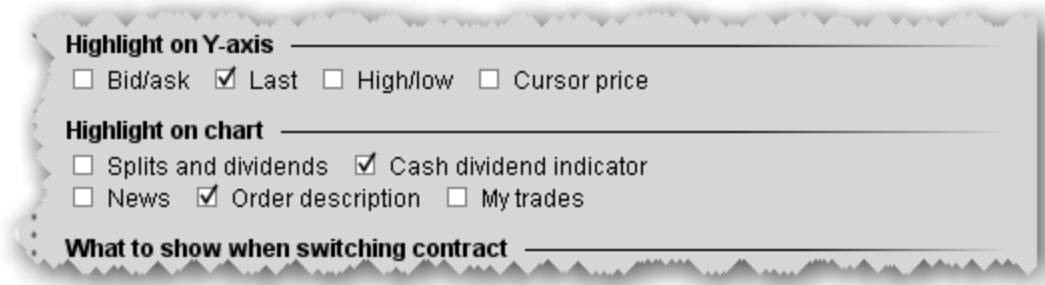 Highlight on Y-axis
Bid/ask Last High/low Cursor price
Highlight on chart
Splits and dividends Cash dividend indicator
News Order description My trades
What to show when switching contract